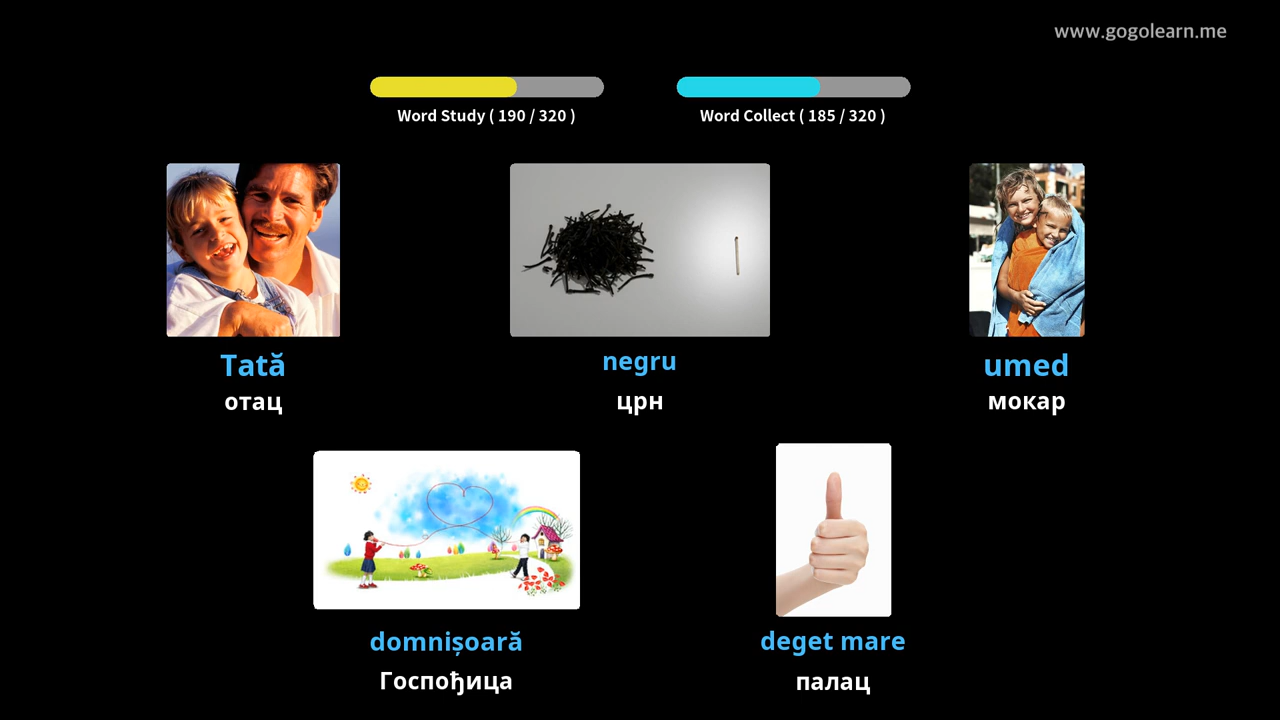 www.gogolearn.me
Word Study ( 190 / 320 )
Word Collect ( 185 / 320 )
Tată
negru
umed
отац
црн
мокар
domnișoară
deget mare
Госпођица
палац